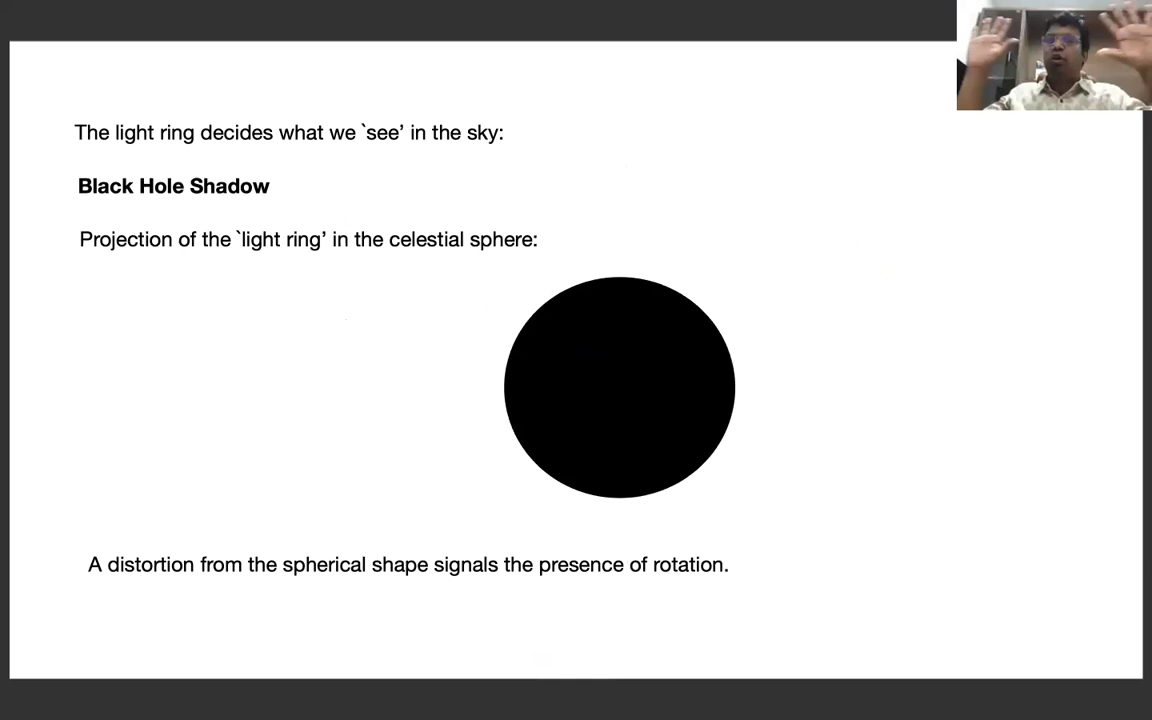 The light ring decides what we `see’ in the sky:
Black Hole Shadow
Projection of the `light ring’ in the celestial sphere:
A distortion from the spherical shape signals the presence of rotation.